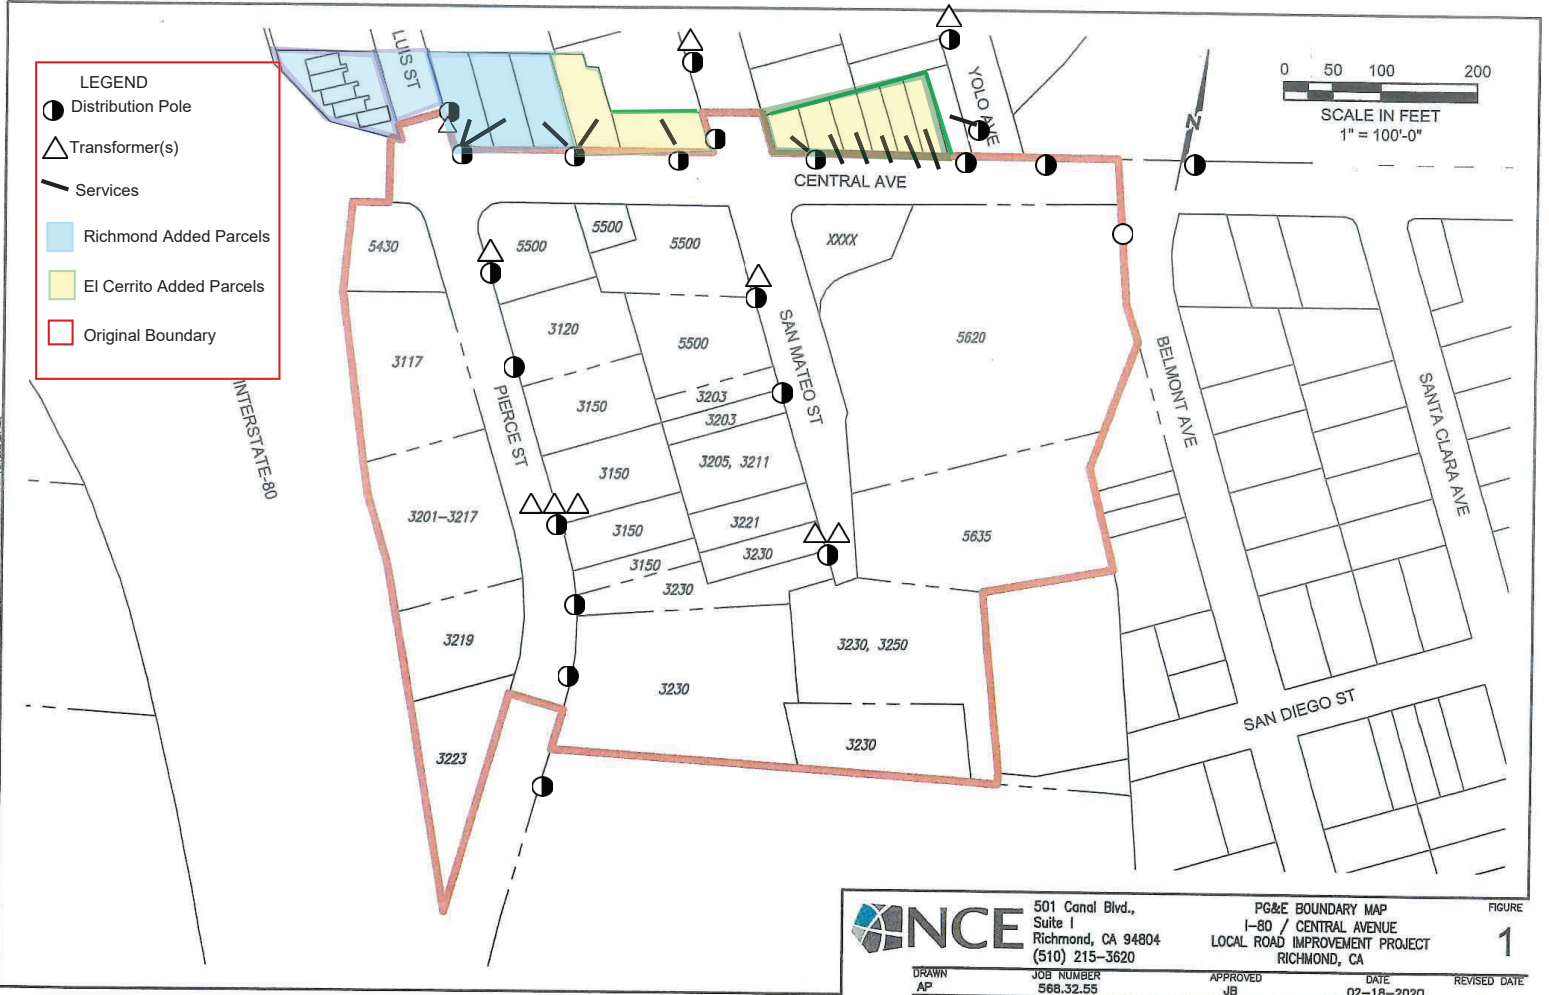 LEGEND
Distribution Pole
Transformer(s)
Services
Richmond Added Parcels
El Cerrito Added Parcels
Original Boundary
LUIS ST
YOLO AVE
0 50 100 200
SCALE IN FEET
1" = 100'-0"
N
CENTRAL AVE
5430
5500
5500
5500
XXXX
3120
5500
5620
3117
3150
3203
3203
3205, 3211
3150
3201-3217
3150
3221
3230
3150
3230
5635
3219
3230, 3250
3230
3230
3223
INTERSTATE-80
PIERCE ST
SAN MATEO ST
BELMONT AVE
SANTA CLARA AVE
SAN DIEGO ST
NCE
501 Canal Blvd.,
Suite I
Richmond, CA 94804
(510) 215-3620
PG&E BOUNDARY MAP
I-80 / CENTRAL AVENUE
LOCAL ROAD IMPROVEMENT PROJECT
RICHMOND, CA
FIGURE
1
DRAWN
AP
JOB NUMBER
568.32.55
APPROVED
JB
DATE
02-18-2020
REVISED DATE